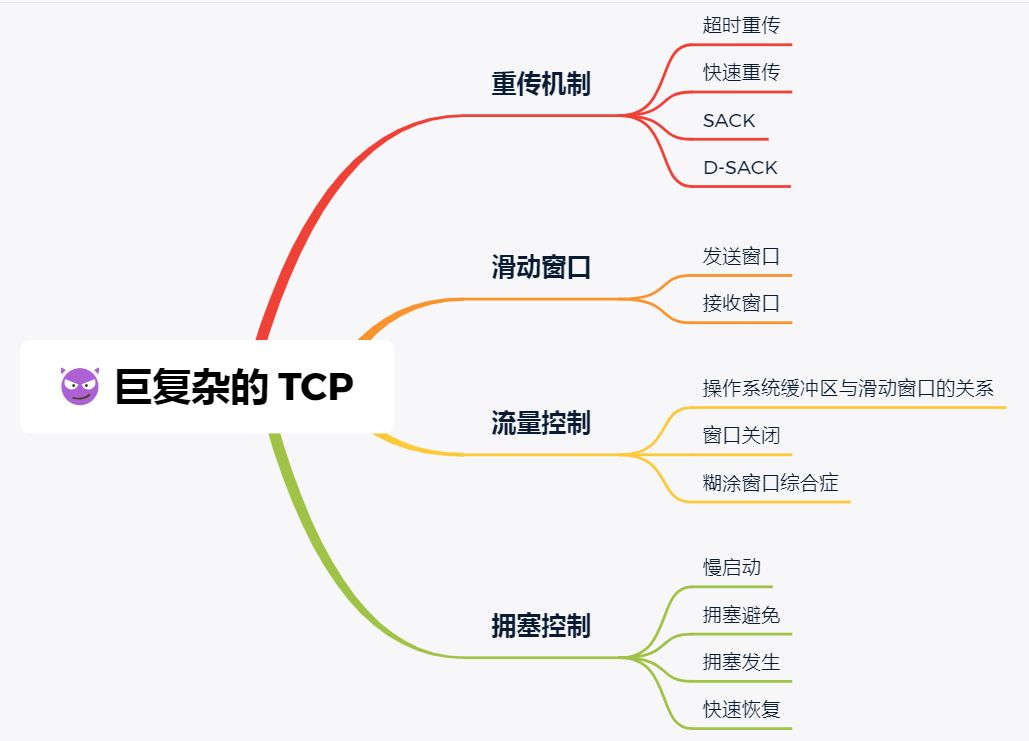 巨复杂的 TCP
重传机制
超时重传
快速重传
SACK
D-SACK
滑动窗口
发送窗口
接收窗口
流量控制
操作系统缓冲区与滑动窗口的关系
窗口关闭
糊涂窗口综合症
拥塞控制
慢启动
拥塞避免
拥塞发生
快速恢复